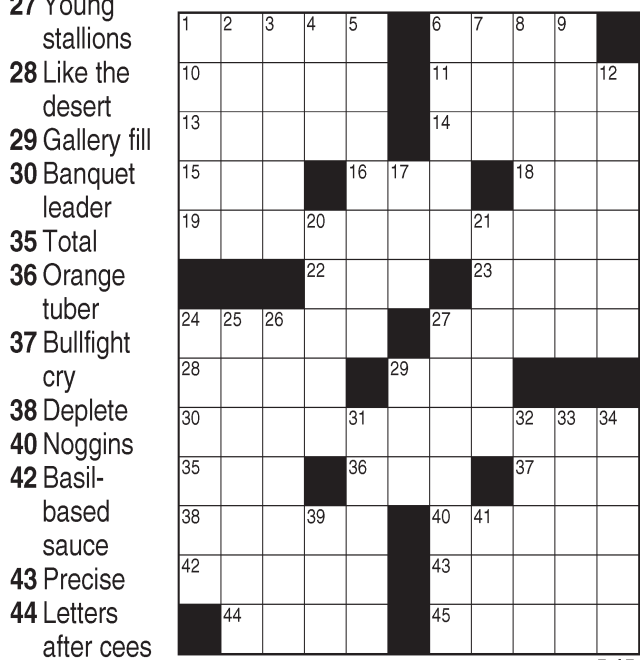 27 Young
stallions
28 Like the
desert
29 Gallery fill
30 Banquet
leader
35 Total
36 Orange
tuber
37 Bullfight
cry
38 Deplete
40 Noggins
42 Basil-
based
sauce
43 Precise
44 Letters
after cees
1 2 3 4 5 6 7 8 9
10 11 12
13 14
15 16 17 18
19 20 21
22 23
24 25 26 27
28 29
30 31 32 33 34
35 36 37
38 39 40 41
42 43
44 45